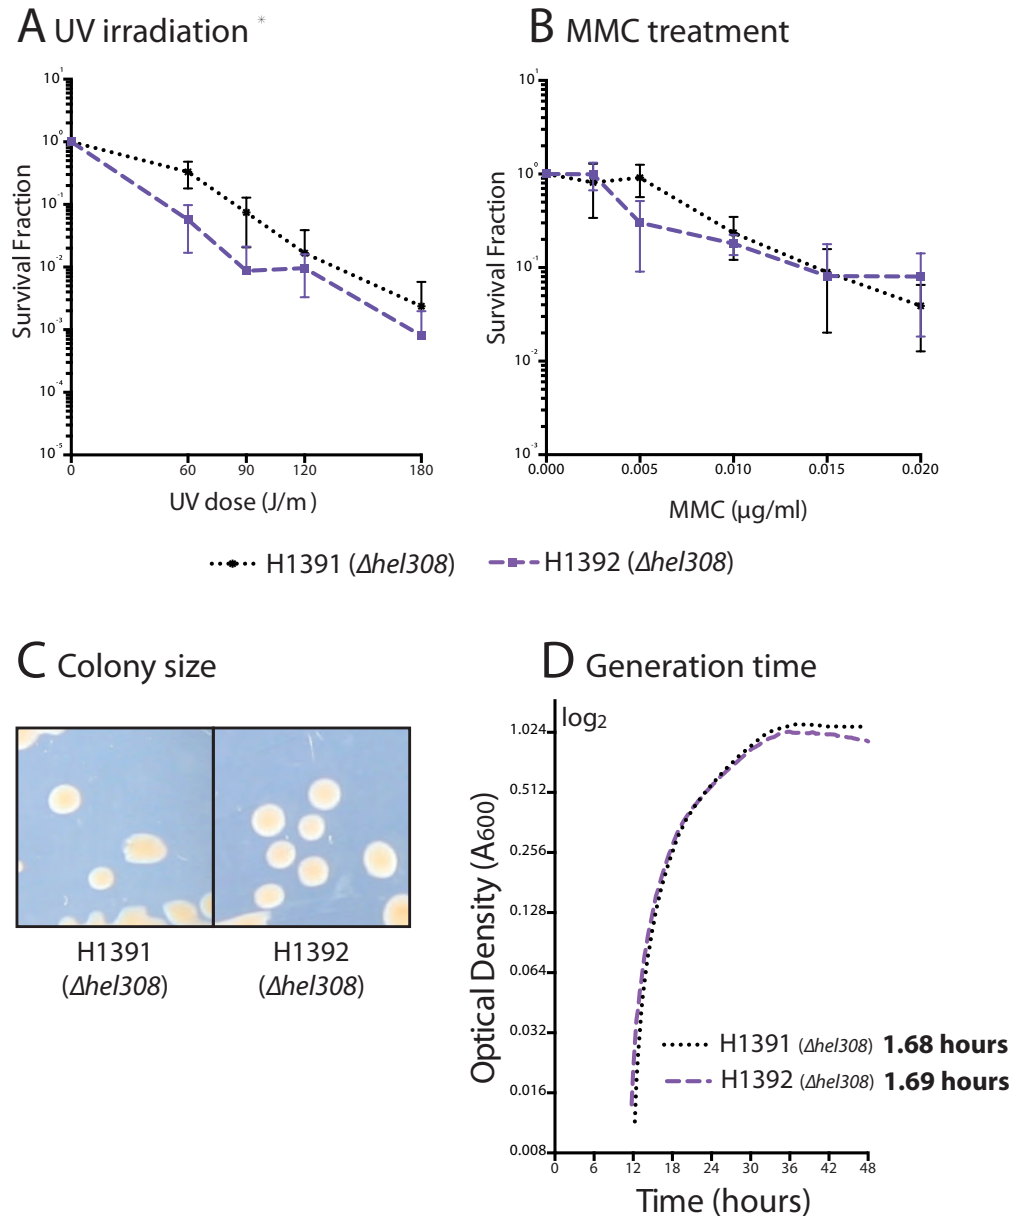 A UV irradiation *
B MMC treatment
Survival Fraction
10¹
10⁰
10⁻¹
10⁻²
10⁻³
10⁻⁴
10⁻⁵
0 60 90 120 180
UV dose (J/m )
Survival Fraction
10¹
10⁰
10⁻¹
10⁻²
10⁻³
0.000 0.005 0.010 0.015 0.020
MMC (µg/ml)
H1391 (Δhel308) H1392 (Δhel308)
C Colony size
H1391
(Δhel308)
H1392
(Δhel308)
D Generation time
log2
Optical Density (A600)
1.024
0.512
0.256
0.128
0.064
0.032
0.016
0.008
H1391 (Δhel308) 1.68 hours
H1392 (Δhel308) 1.69 hours
0 6 12 18 24 30 36 42 48
Time (hours)